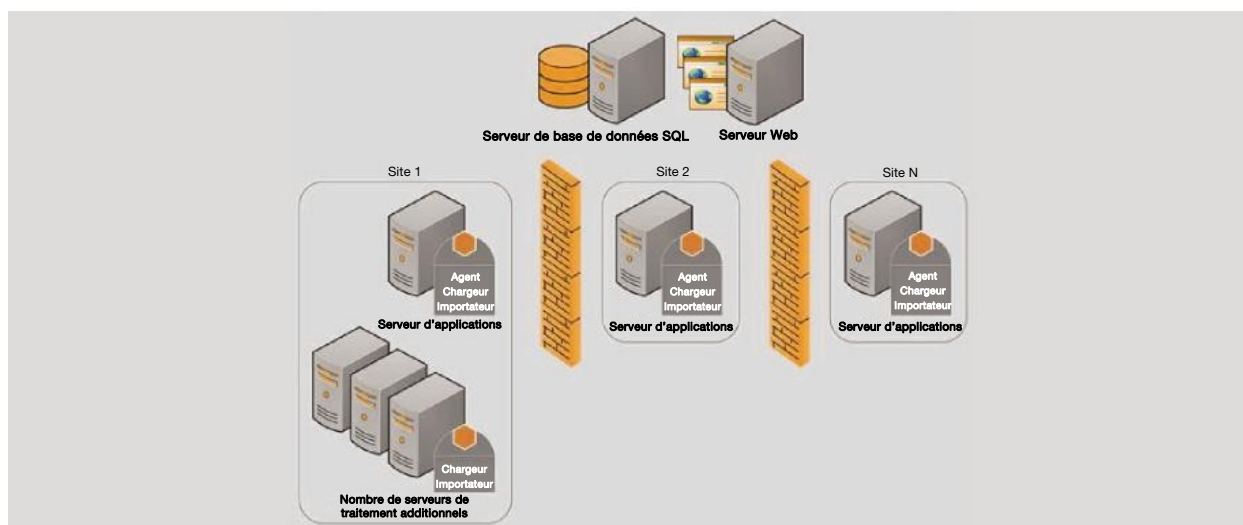 Serveur de base de données SQL
Serveur Web
Site 1
Site 2
Site N
Agent
Chargeur
Importateur
Serveur d'applications
Agent
Chargeur
Importateur
Serveur d'applications
Agent
Chargeur
Importateur
Serveur d'applications
Chargeur
Importateur
Nombre de serveurs de
traitement additionnels